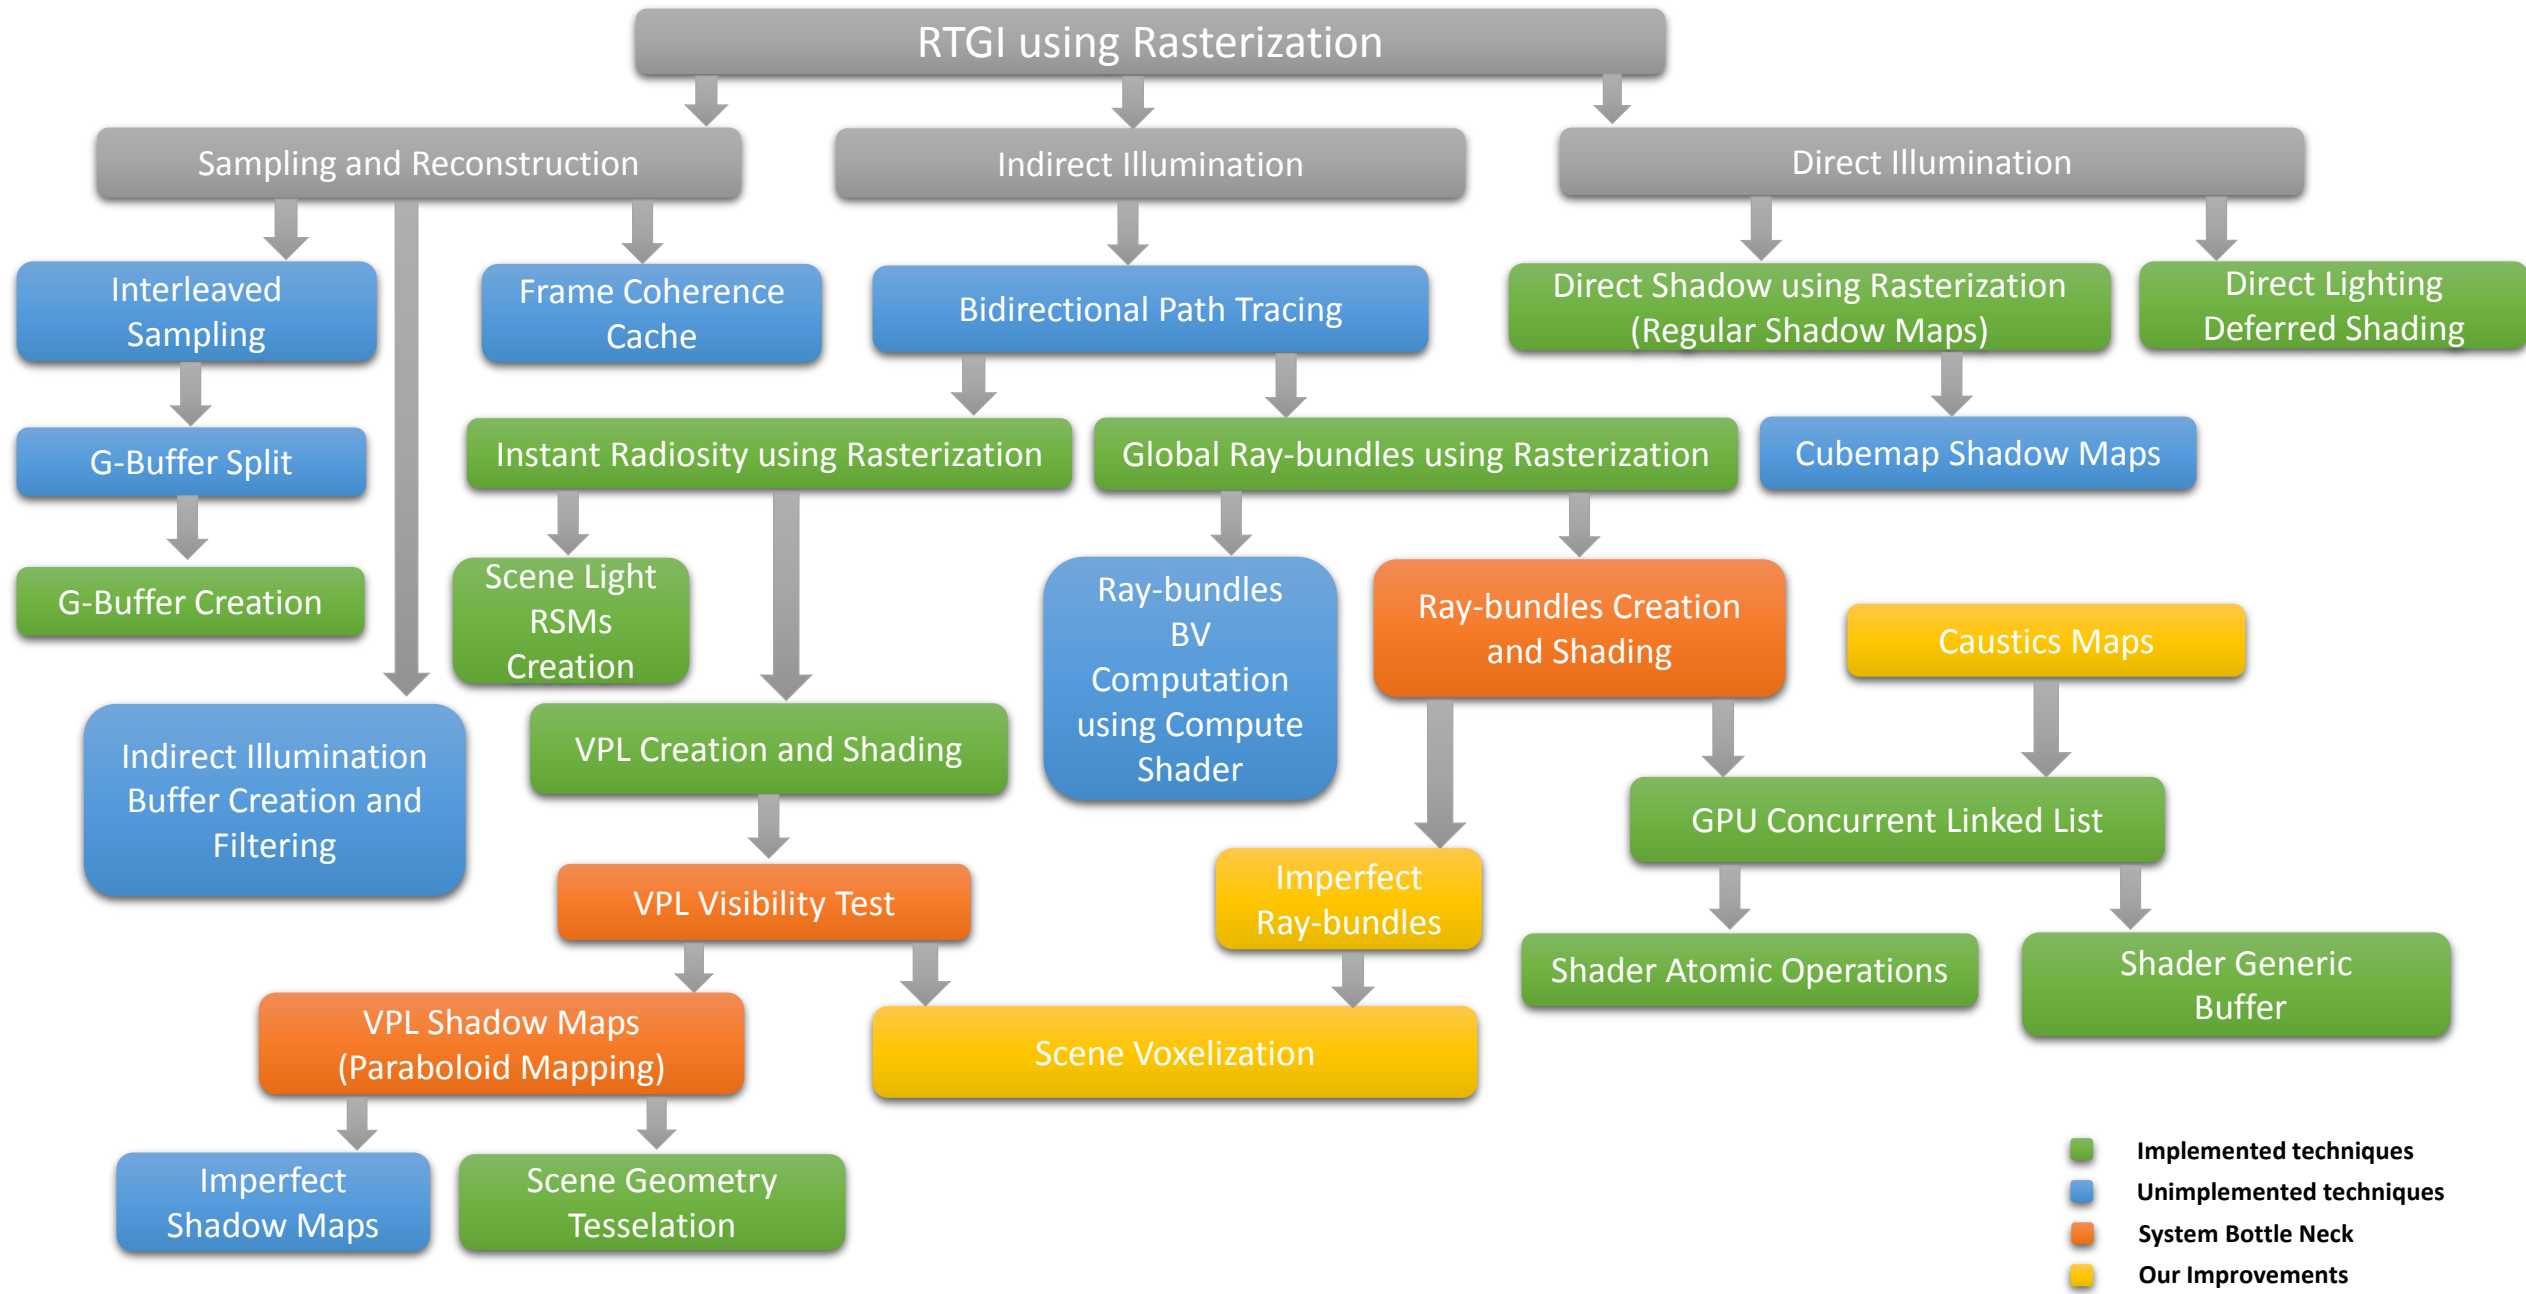 RTGI using Rasterization
Sampling and Reconstruction
Indirect Illumination
Direct Illumination
Interleaved
Sampling
Frame Coherence
Cache
Bidirectional Path Tracing
Direct Shadow using Rasterization
(Regular Shadow Maps)
Direct Lighting
Deferred Shading
G-Buffer Split
Instant Radiosity using Rasterization
Global Ray-bundles using Rasterization
Cubemap Shadow Maps
G-Buffer Creation
Scene Light
RSMs
Creation
Ray-bundles
BV
Computation
using Compute
Shader
Ray-bundles Creation
and Shading
Caustics Maps
Indirect Illumination
Buffer Creation and
Filtering
VPL Creation and Shading
GPU Concurrent Linked List
VPL Visibility Test
Imperfect
Ray-bundles
Shader Atomic Operations
Shader Generic
Buffer
VPL Shadow Maps
(Paraboloid Mapping)
Scene Voxelization
Imperfect
Shadow Maps
Scene Geometry
Tesselation
Implemented techniques
Unimplemented techniques
System Bottle Neck
Our Improvements